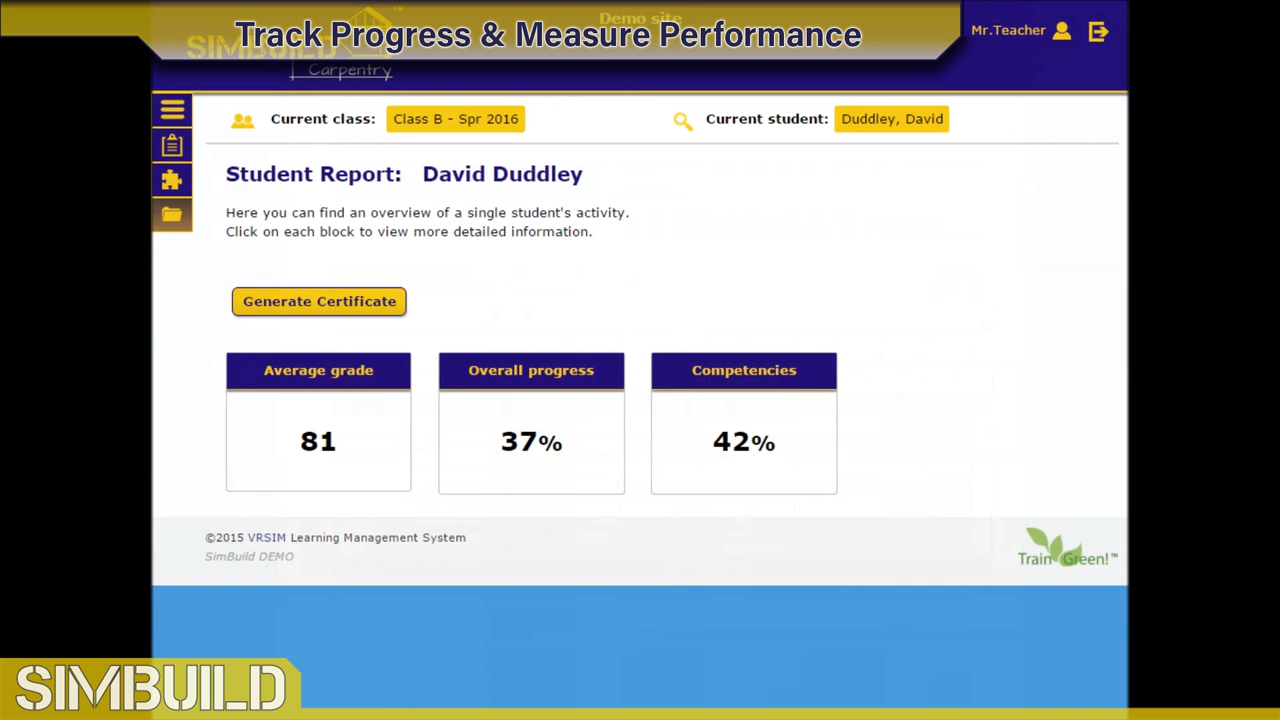 Demo site
Track Progress & Measure Performance
Mr.Teacher
SIMBUILD™
Carpentry
Current class: Class B - Spr 2016
Current student: Duddley, David
Student Report: David Duddley
Here you can find an overview of a single student's activity.
Click on each block to view more detailed information.
Generate Certificate
Average grade
Overall progress
Competencies
81
37%
42%
©2015 VRSIM Learning Management System
SimBuild DEMO
Train Green!™
SIMBUILD